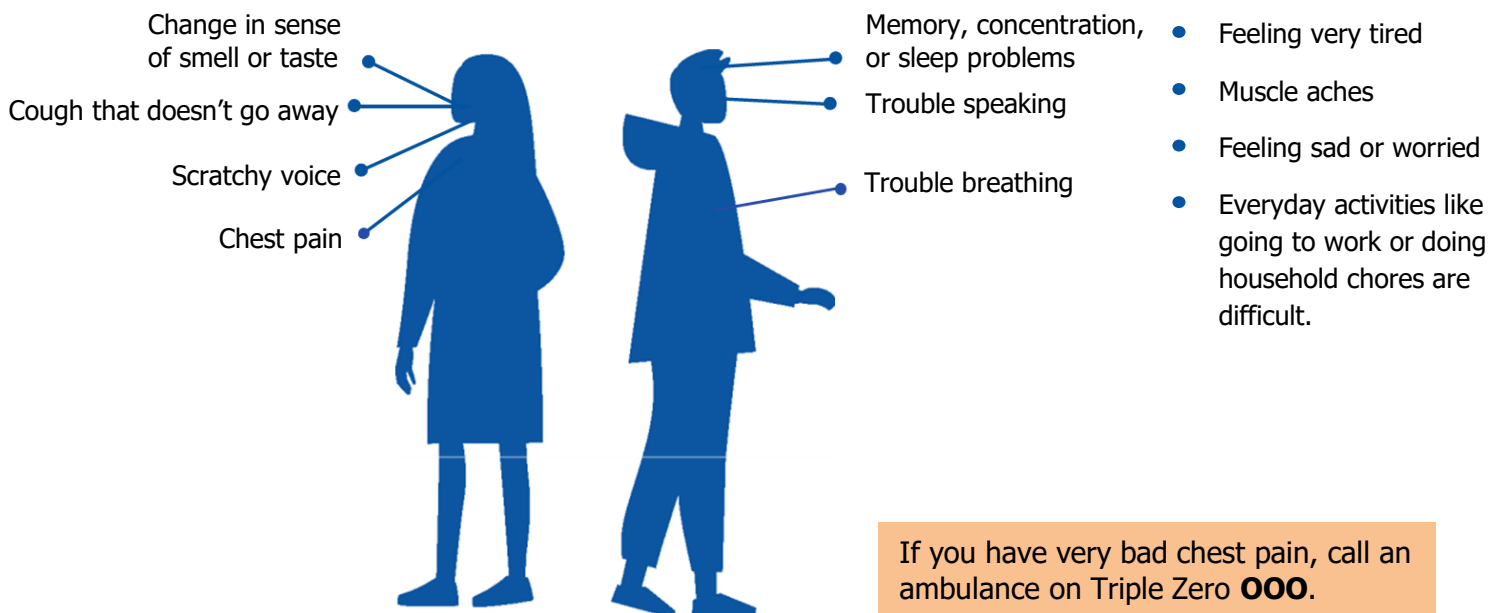 Change in sense
of smell or taste
Cough that doesn’t go away
Scratchy voice
Chest pain
Memory, concentration,
or sleep problems
Trouble speaking
Trouble breathing
• Feeling very tired
• Muscle aches
• Feeling sad or worried
• Everyday activities like
going to work or doing
household chores are
difficult.
If you have very bad chest pain, call an
ambulance on Triple Zero OOO.